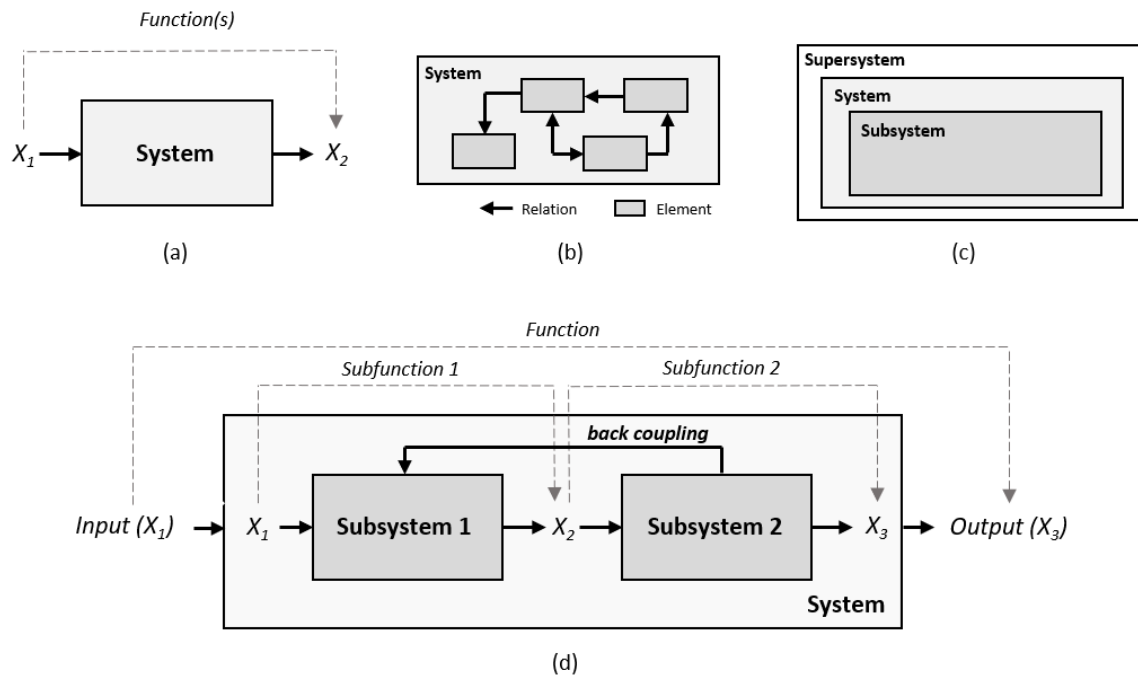 Function(s)
X1
System
X2
(a)
System
Relation
Element
(b)
Supersystem
System
Subsystem
(c)
Function
Subfunction 1
Subfunction 2
back coupling
Input (X1)
X1
Subsystem 1
X2
Subsystem 2
X3
Output (X3)
System
(d)